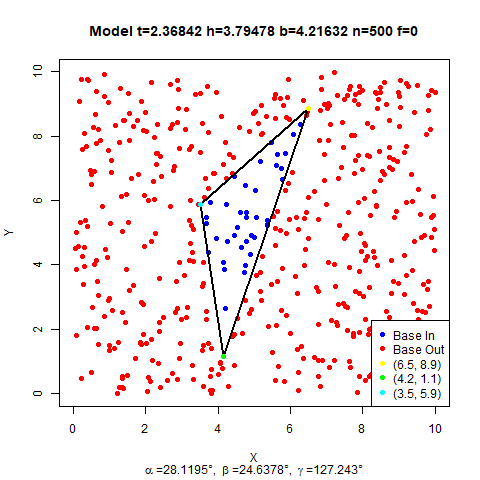 Model t=2.36842 h=3.79478 b=4.21632 n=500 f=0
10
8
6
4
2
0
Y
Base In
Base Out
(6.5, 8.9)
(4.2, 1.1)
(3.5, 5.9)
0 2 4 6 8 10
X
α=28.1195°, β=24.6378°, γ=127.243°